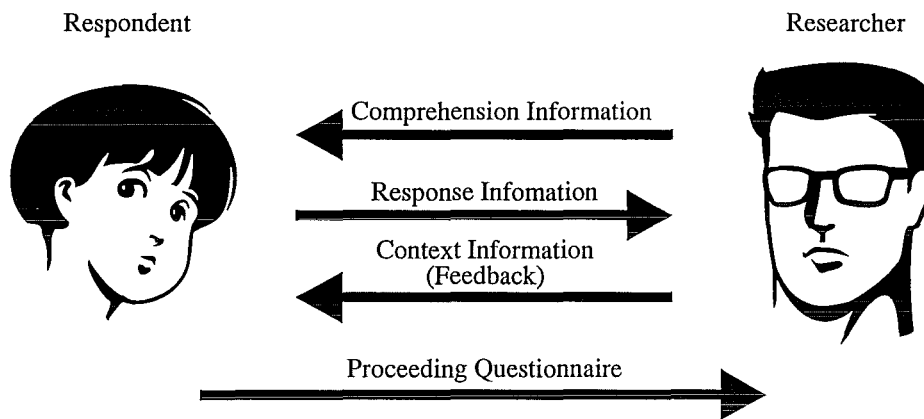 Respondent
Researcher
Comprehension Information
Response Infomation
Context Information
(Feedback)
Proceeding Questionnaire